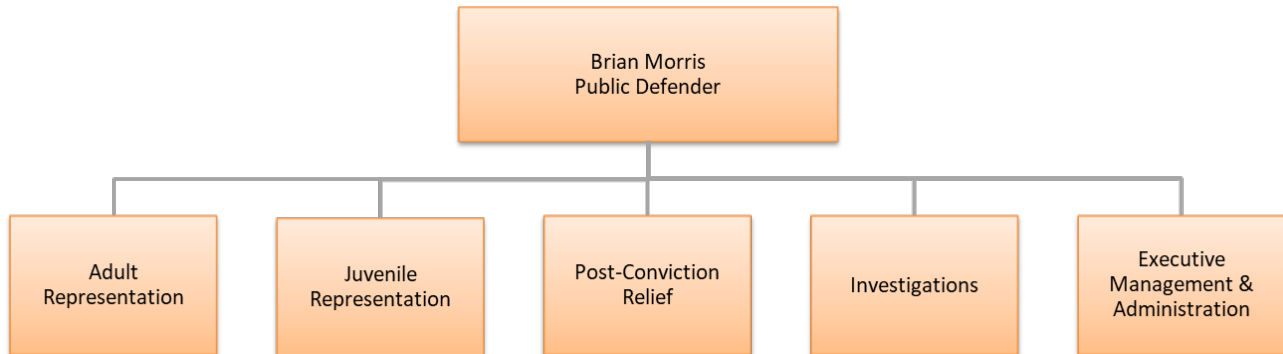 Brian Morris
Public Defender
Adult
Representation
Juvenile
Representation
Post-Conviction
Relief
Investigations
Executive
Management &
Administration